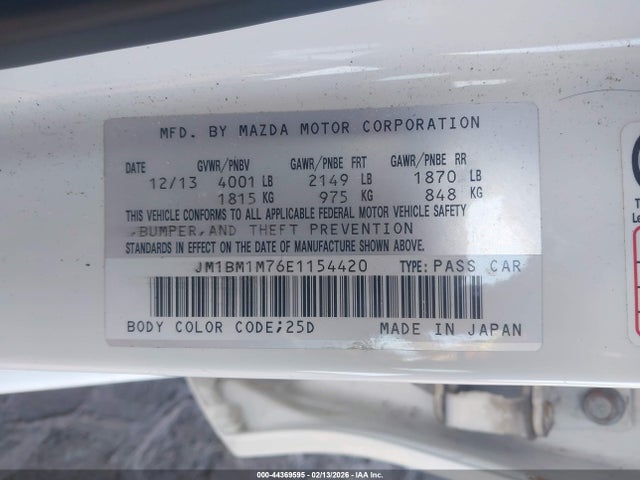 MFD. BY MAZDA MOTOR CORPORATION
DATE GVWR/PNBV GAWR/PNBE FRT GAWR/PNBE RR
12/13 4001 LB 2149 LB 1870 LB
1815 KG 975 KG 848 KG
THIS VEHICLE CONFORMS TO ALL APPLICABLE FEDERAL MOTOR VEHICLE SAFETY
,BUMPER,AND THEFT PREVENTION
STANDARDS IN EFFECT ON THE DATE OF MANUFACTURE SHOWN ABOVE.
JM1BM1M76E1154420 TYPE: PASS CAR
BODY COLOR CODE;25D MADE IN JAPAN
000-44369595 - 02/13/2026 - Copart, IAA Inc.